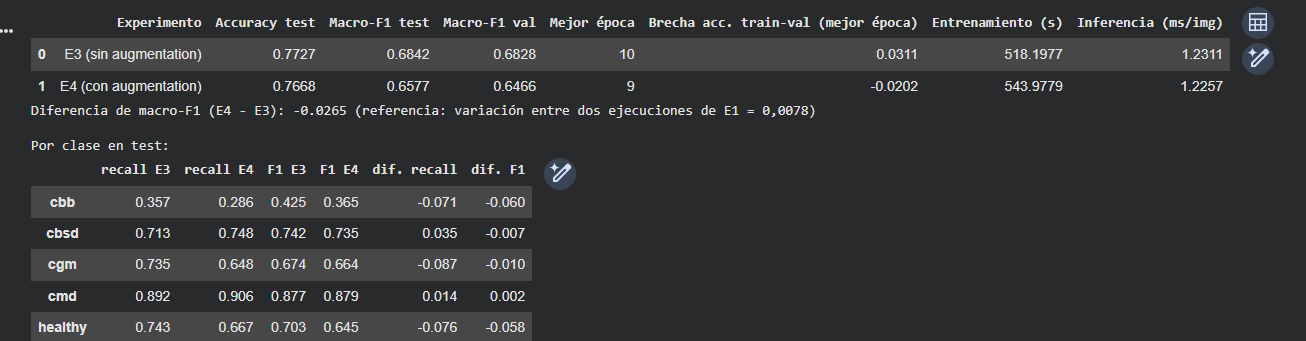 Experimento Accuracy test Macro-F1 test Macro-F1 val Mejor época Brecha acc. train-val (mejor época) Entrenamiento (s) Inferencia (ms/img)
0 E3 (sin augmentation) 0.7727 0.6842 0.6828 10 0.0311 518.1977 1.2311
1 E4 (con augmentation) 0.7668 0.6577 0.6466 9 -0.0202 543.9779 1.2257
Diferencia de macro-F1 (E4 - E3): -0.0265 (referencia: variación entre dos ejecuciones de E1 = 0,0078)
Por clase en test:
recall E3 recall E4 F1 E3 F1 E4 dif. recall dif. F1
cbb 0.357 0.286 0.425 0.365 -0.071 -0.060
cbsd 0.713 0.748 0.742 0.735 0.035 -0.007
cgm 0.735 0.648 0.674 0.664 -0.087 -0.010
cmd 0.892 0.906 0.877 0.879 0.014 0.002
healthy 0.743 0.667 0.703 0.645 -0.076 -0.058